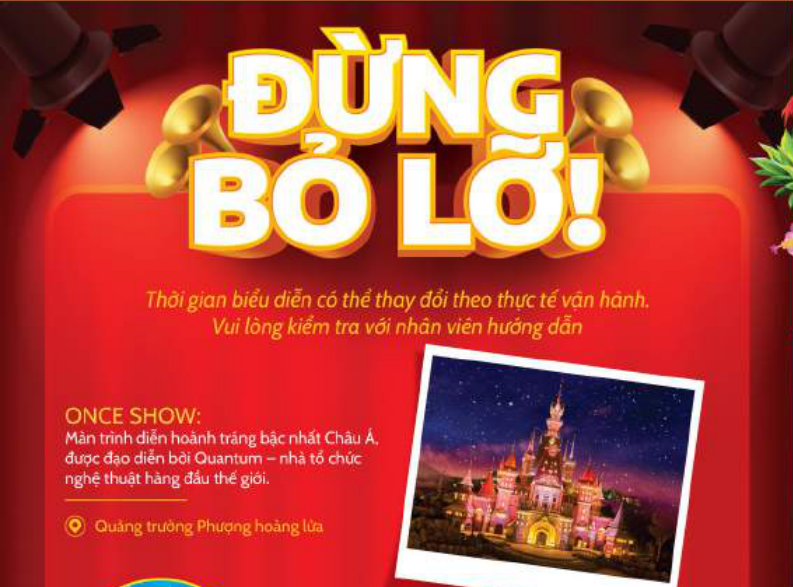 ĐỪNG
BỎ LỠ!
Thời gian biểu diễn có thể thay đổi theo thực tế vận hành.
Vui lòng kiểm tra với nhân viên hướng dẫn
ONCE SHOW:
Màn trình diễn hoành tráng bậc nhất Châu Á,
được đạo diễn bởi Quantum – nhà tổ chức
nghệ thuật hàng đầu thế giới.
Quảng trường Phượng hoàng lửa